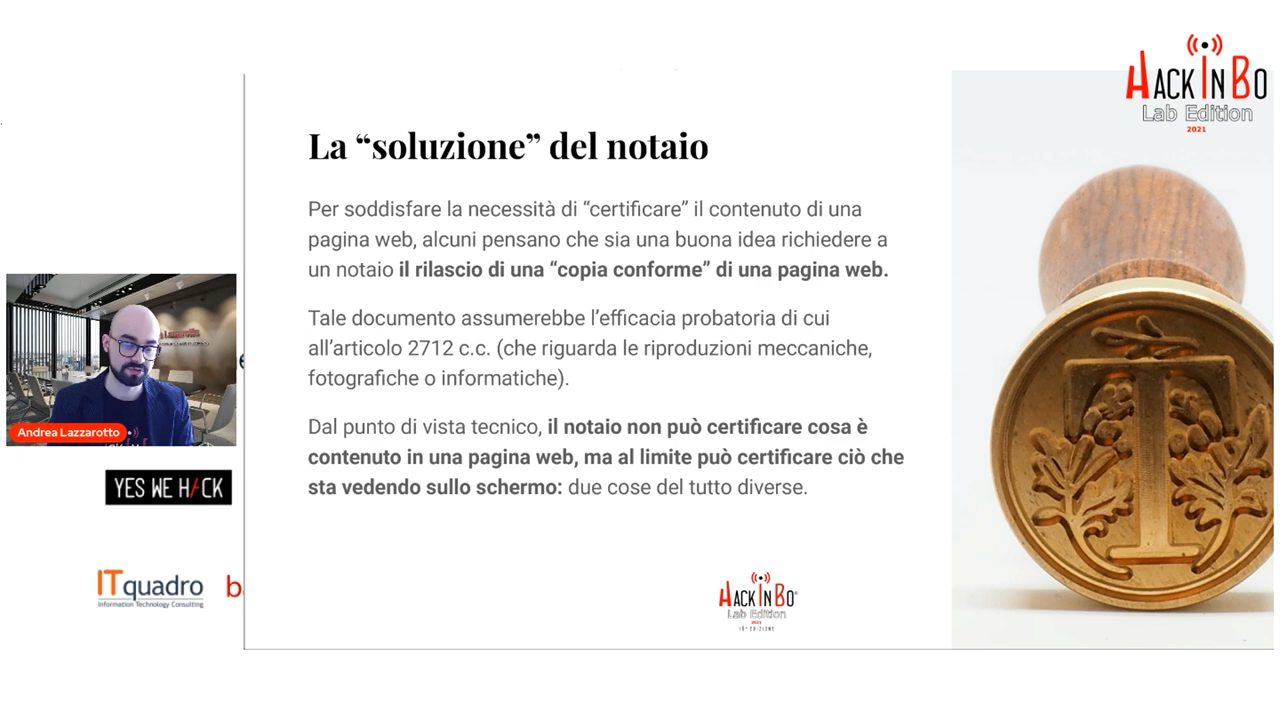 HACK IN BO
Lab Edition
2021
La “soluzione” del notaio
Per soddisfare la necessità di “certificare” il contenuto di una
pagina web, alcuni pensano che sia una buona idea richiedere a
un notaio il rilascio di una “copia conforme” di una pagina web.
Tale documento assumerebbe l’efficacia probatoria di cui
all’articolo 2712 c.c. (che riguarda le riproduzioni meccaniche,
fotografiche o informatiche).
Dal punto di vista tecnico, il notaio non può certificare cosa è
contenuto in una pagina web, ma al limite può certificare ciò che
sta vedendo sullo schermo: due cose del tutto diverse.
Andrea Lazzarotto
YES WE H/CK
ITquadro
Information Technology Consulting
b
HACK IN BO®
Lab Edition
2021
16ª EDIZIONE
T